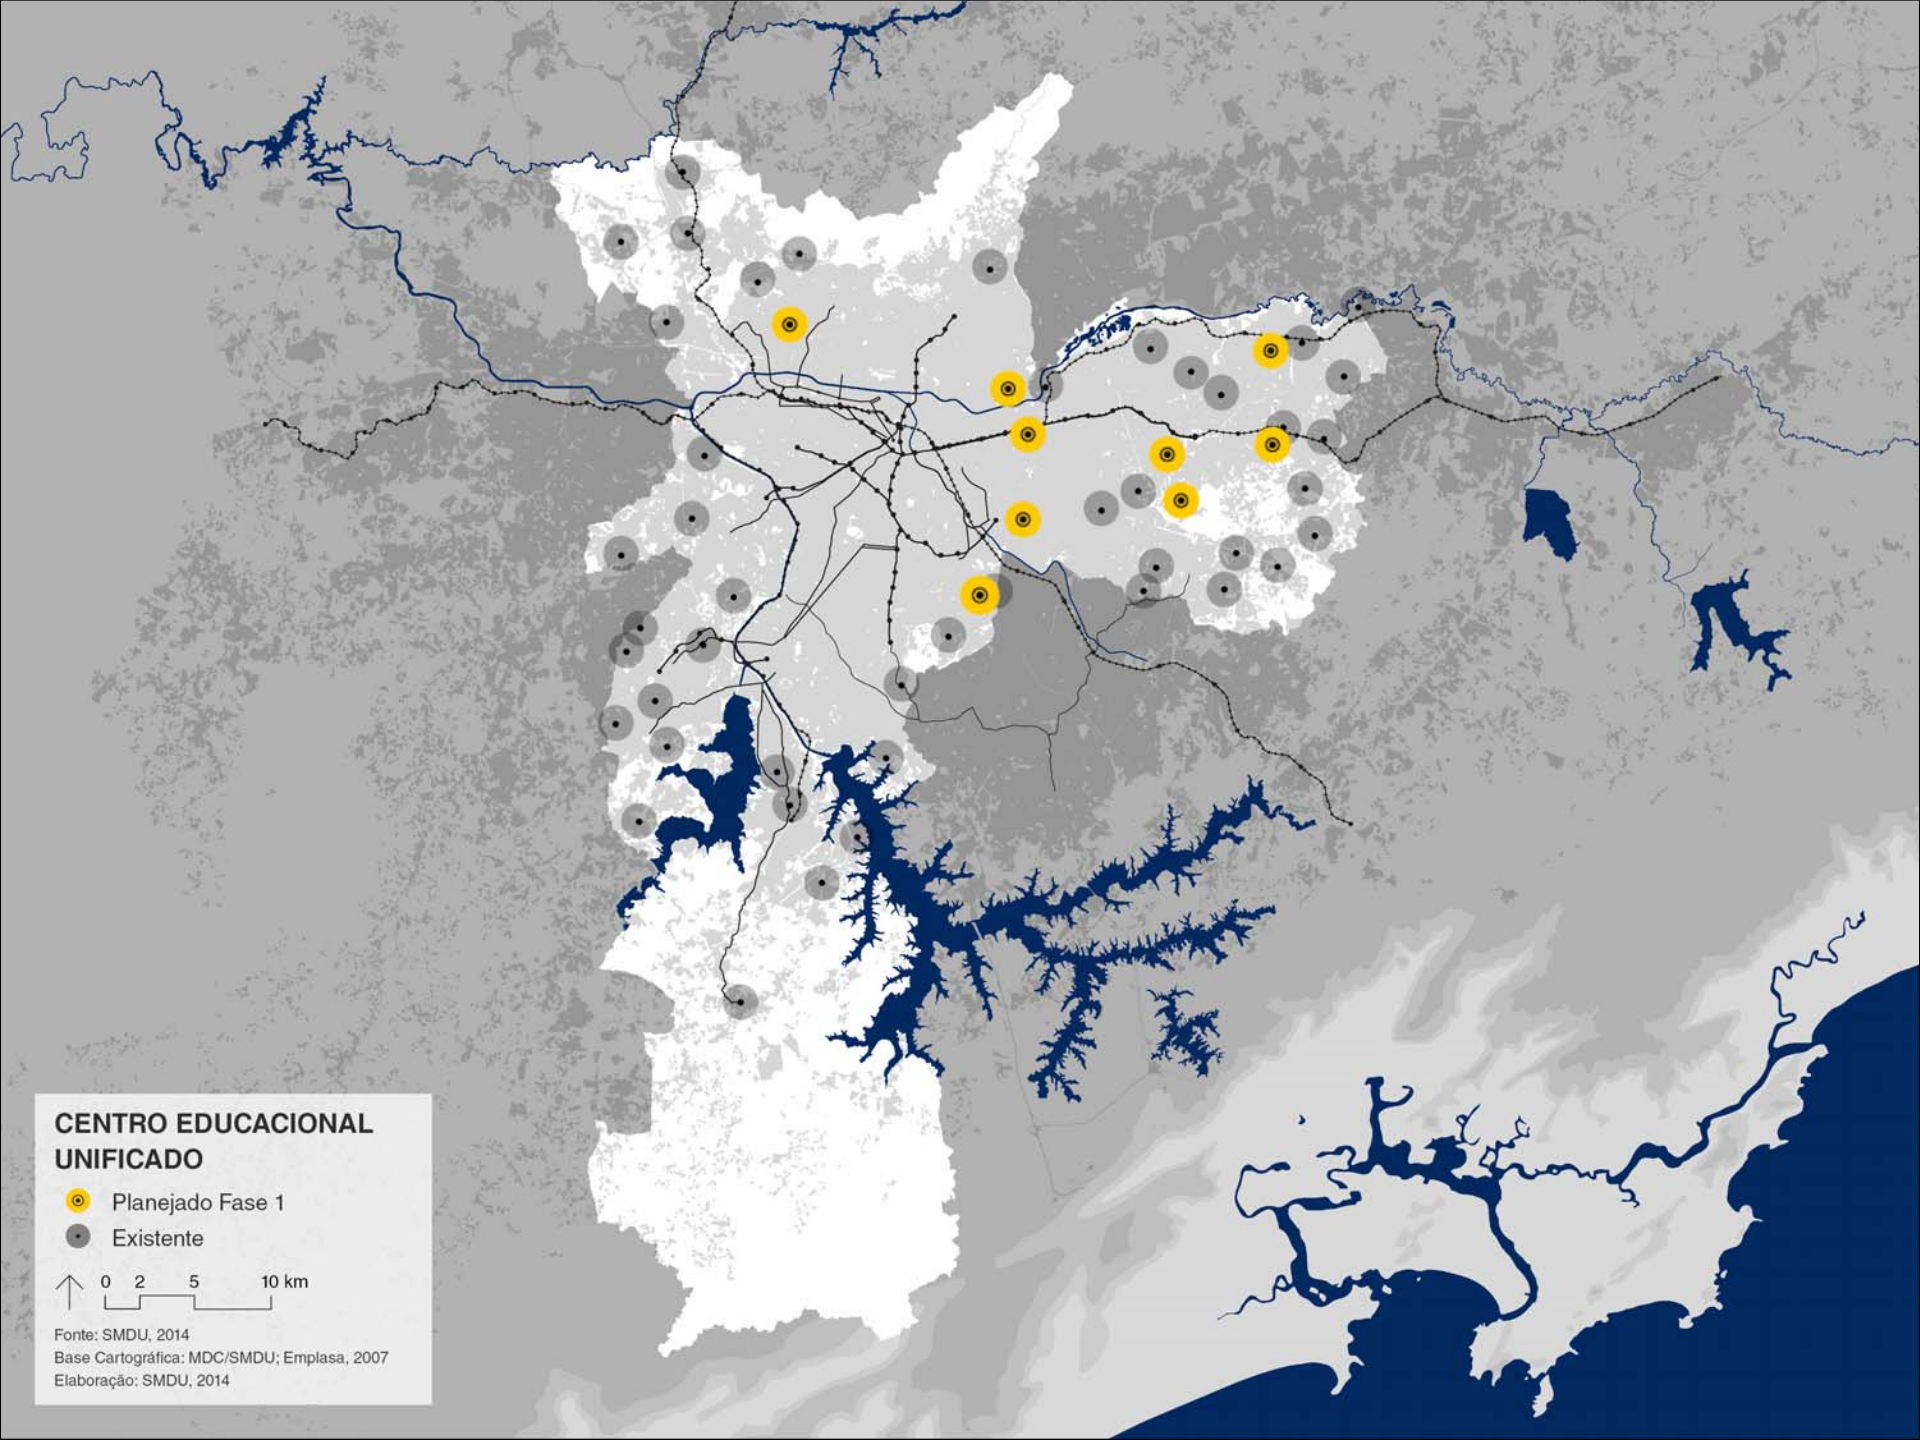 CENTRO EDUCACIONAL
UNIFICADO
Planejado Fase 1
Existente
0 2 5 10 km
Fonte: SMDU, 2014
Base Cartográfica: MDC/SMDU; Emplasa, 2007
Elaboração: SMDU, 2014